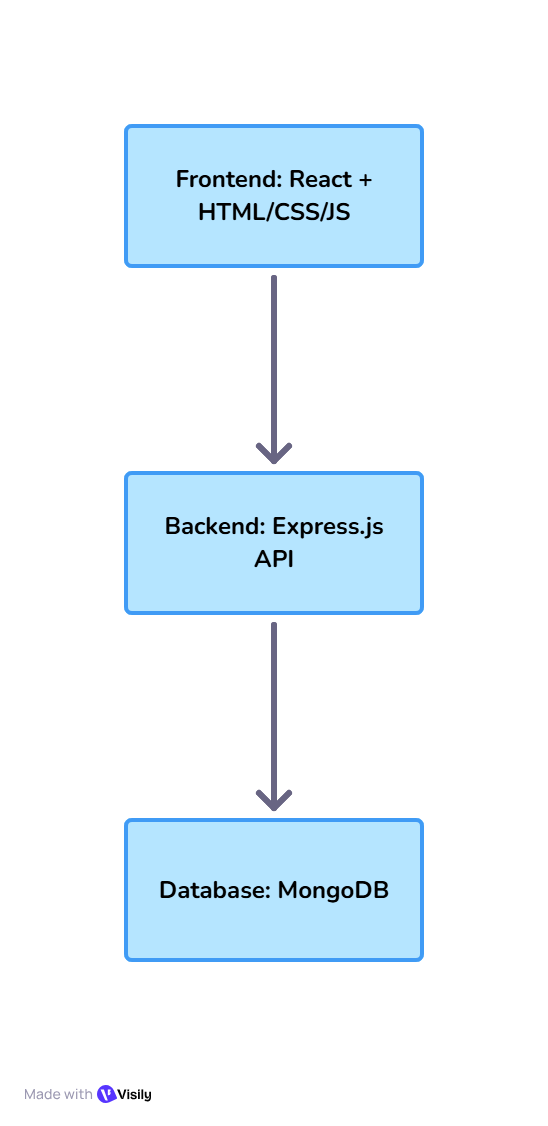 Frontend: React +
HTML/CSS/JS
Backend: Express.js
API
Database: MongoDB
Made with Visily